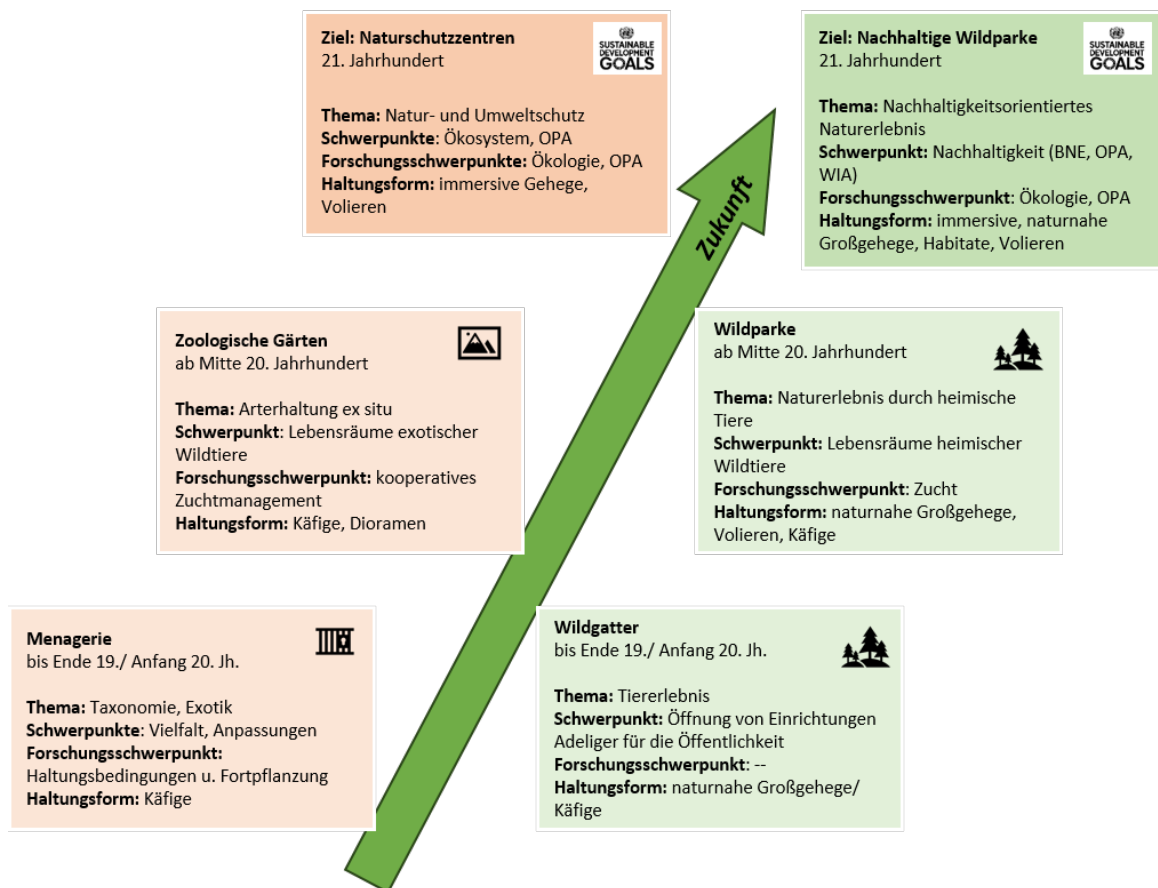 Ziel: Naturschutzzentren
21. Jahrhundert
SUSTAINABLE
DEVELOPMENT
GOALS
Thema: Natur- und Umweltschutz
Schwerpunkte: Ökosystem, OPA
Forschungsschwerpunkte: Ökologie, OPA
Haltungsform: immersive Gehege,
Volieren
Ziel: Nachhaltige Wildparke
21. Jahrhundert
SUSTAINABLE
DEVELOPMENT
GOALS
Thema: Nachhaltigkeitsorientiertes
Naturerlebnis
Schwerpunkt: Nachhaltigkeit (BNE, OPA,
WIA)
Forschungsschwerpunkt: Ökologie, OPA
Haltungsform: immersive, naturnahe
Großgehege, Habitate, Volieren
Zukunft
Zoologische Gärten
ab Mitte 20. Jahrhundert
Thema: Arterhaltung ex situ
Schwerpunkt: Lebensräume exotischer
Wildtiere
Forschungsschwerpunkt: kooperatives
Zuchtmanagement
Haltungsform: Käfige, Dioramen
Wildparke
ab Mitte 20. Jahrhundert
Thema: Naturerlebnis durch heimische
Tiere
Schwerpunkt: Lebensräume heimischer
Wildtiere
Forschungsschwerpunkt: Zucht
Haltungsform: naturnahe Großgehege,
Volieren, Käfige
Menagerie
bis Ende 19./ Anfang 20. Jh.
Thema: Taxonomie, Exotik
Schwerpunkte: Vielfalt, Anpassungen
Forschungsschwerpunkt:
Haltungsbedingungen u. Fortpflanzung
Haltungsform: Käfige
Wildgatter
bis Ende 19./ Anfang 20. Jh.
Thema: Tiererlebnis
Schwerpunkt: Öffnung von Einrichtungen
Adeliger für die Öffentlichkeit
Forschungsschwerpunkt: --
Haltungsform: naturnahe Großgehege/
Käfige